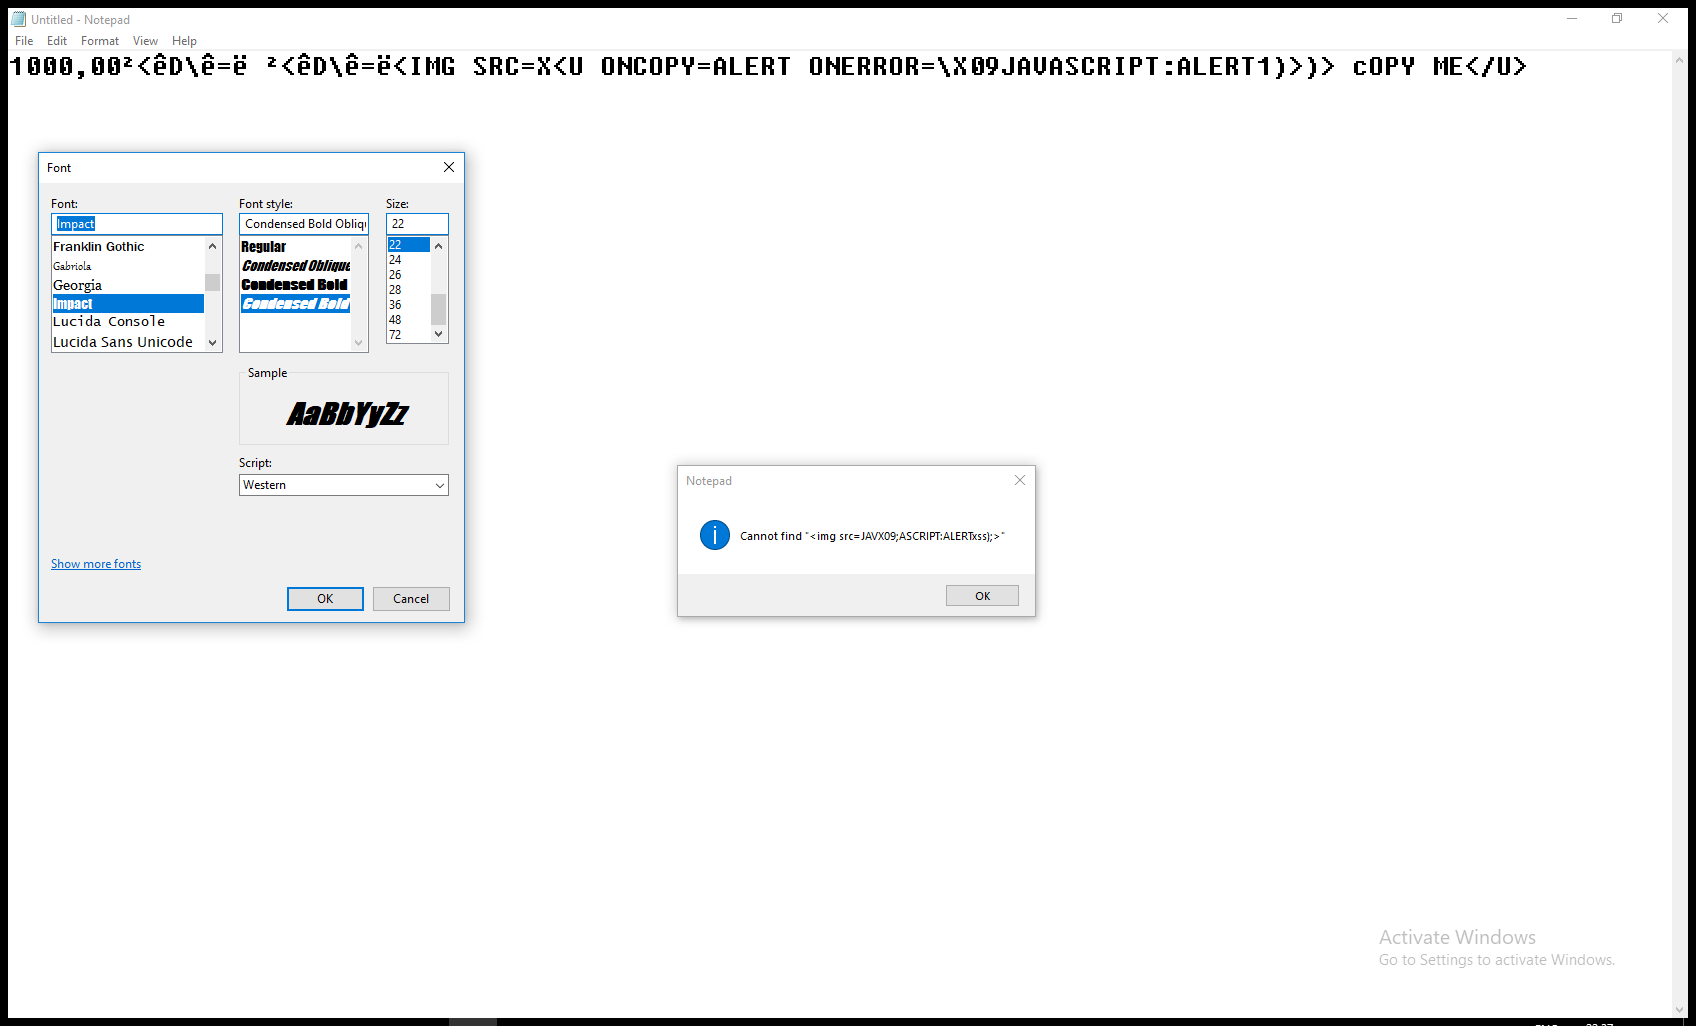 Untitled - Notepad
File Edit Format View Help
1000,00²<êD\ê=ë ²<êD\ê=ë<IMG SRC=X<U ONCOPY=ALERT ONERROR=\X09JAVASCRIPT:ALERT1)>)> cOPY ME</U>
Font
Font: Font style: Size:
Impact Condensed Bold Obliqu 22
Franklin Gothic
Gabriola
Georgia
Impact
Lucida Console
Lucida Sans Unicode
Regular
Condensed Oblique
Condensed Bold
Condensed Bold
22
24
26
28
36
48
72
Sample
AaBbYyZz
Script:
Western
Show more fonts
OK Cancel
Notepad
Cannot find "<img src=JAVX09;ASCRIPT:ALERTxss);>"
OK
Activate Windows
Go to Settings to activate Windows.